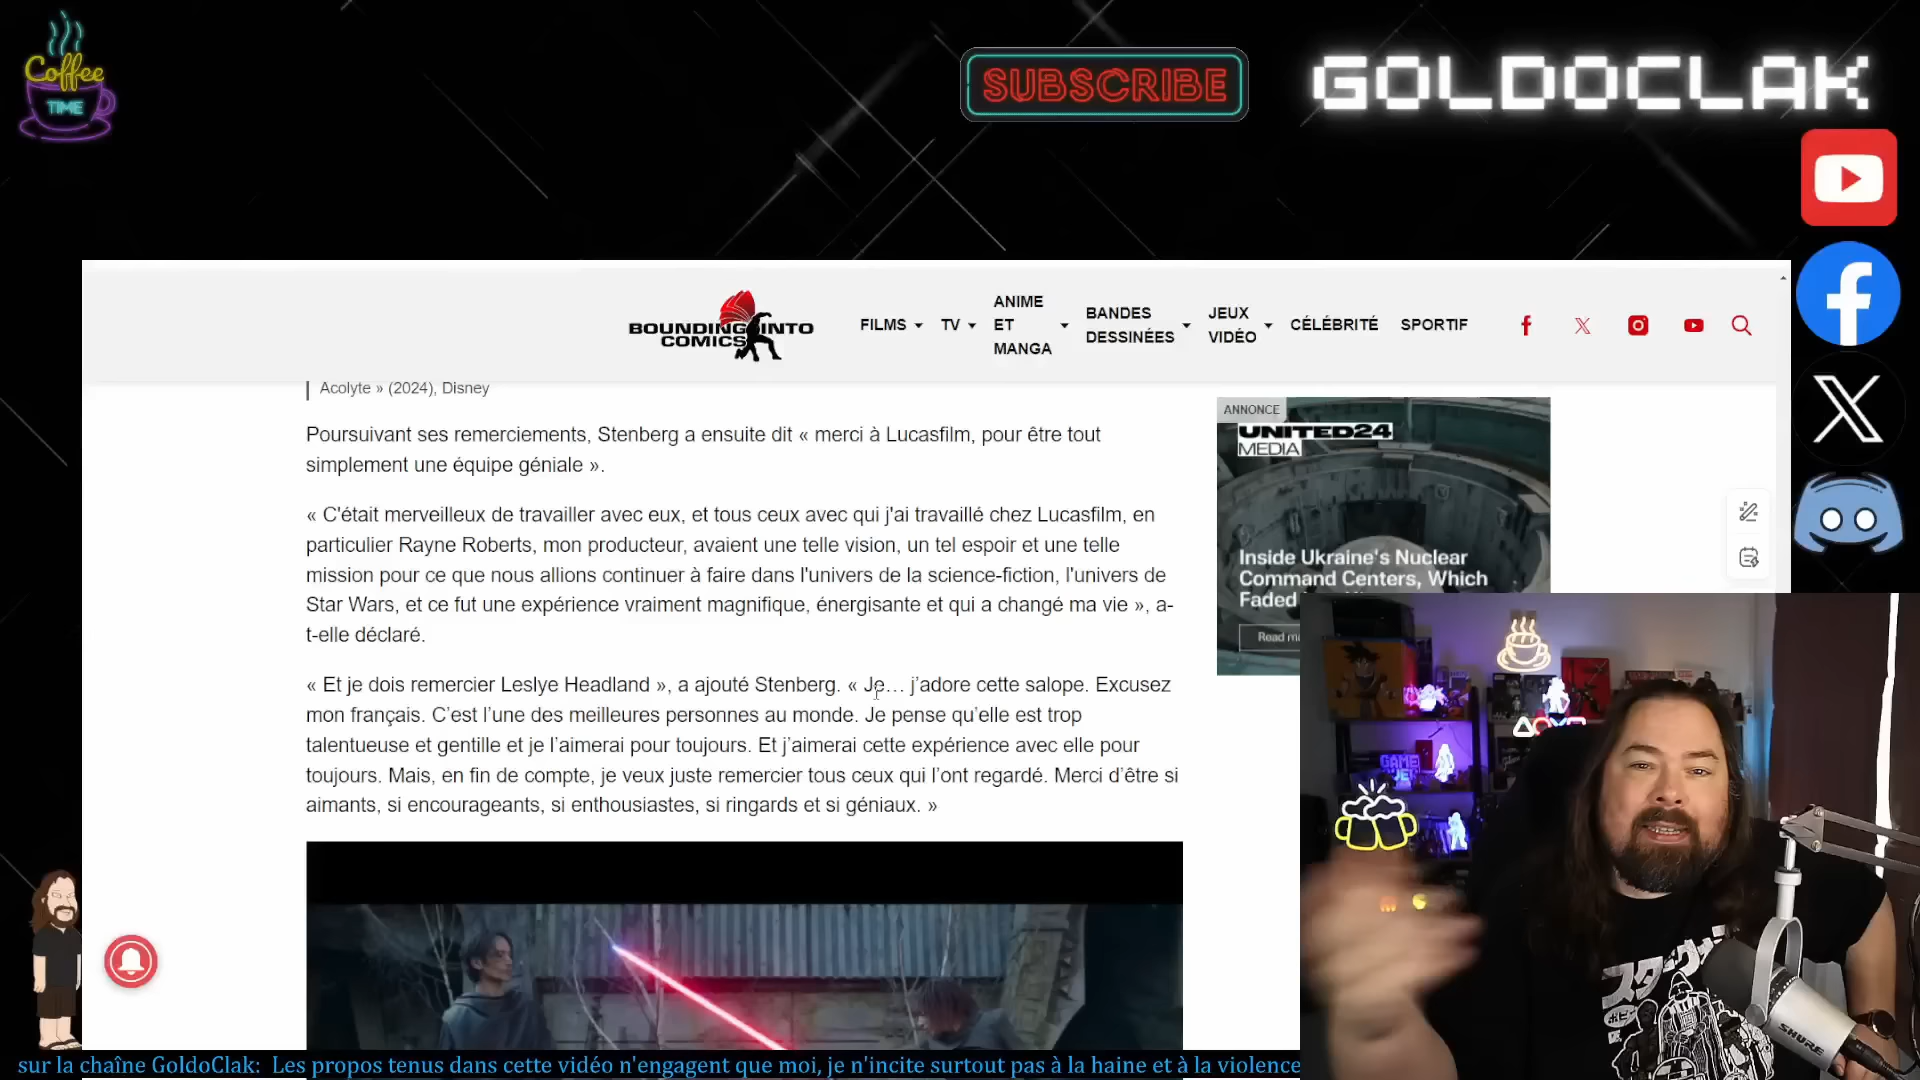 Coffee
TIME
SUBSCRIBE
GOLDOCLAK
BOUNDING INTO
COMICS
FILMS
TV
ANIME
ET
MANGA
BANDES
DESSINÉES
JEUX
VIDÉO
CÉLÉBRITÉ
SPORTIF
Acolyte » (2024), Disney
Poursuivant ses remerciements, Stenberg a ensuite dit « merci à Lucasfilm, pour être tout
simplement une équipe géniale ».
« C'était merveilleux de travailler avec eux, et tous ceux avec qui j'ai travaillé chez Lucasfilm, en
particulier Rayne Roberts, mon producteur, avaient une telle vision, un tel espoir et une telle
mission pour ce que nous allions continuer à faire dans l'univers de la science-fiction, l'univers de
Star Wars, et ce fut une expérience vraiment magnifique, énergisante et qui a changé ma vie », a-
t-elle déclaré.
« Et je dois remercier Leslye Headland », a ajouté Stenberg. « Je… j’adore cette salope. Excusez
mon français. C’est l’une des meilleures personnes au monde. Je pense qu’elle est trop
talentueuse et gentille et je l’aimerai pour toujours. Et j’aimerai cette expérience avec elle pour
toujours. Mais, en fin de compte, je veux juste remercier tous ceux qui l’ont regardé. Merci d’être si
aimants, si encourageants, si enthousiastes, si ringards et si géniaux. »
ANNONCE
UNITED24
MEDIA
Inside Ukraine's Nuclear
Command Centers, Which
Faded
Read
GAME
SHURE
sur la chaîne GoldoClak: Les propos tenus dans cette vidéo n'engagent que moi, je n'incite surtout pas à la haine et à la violence